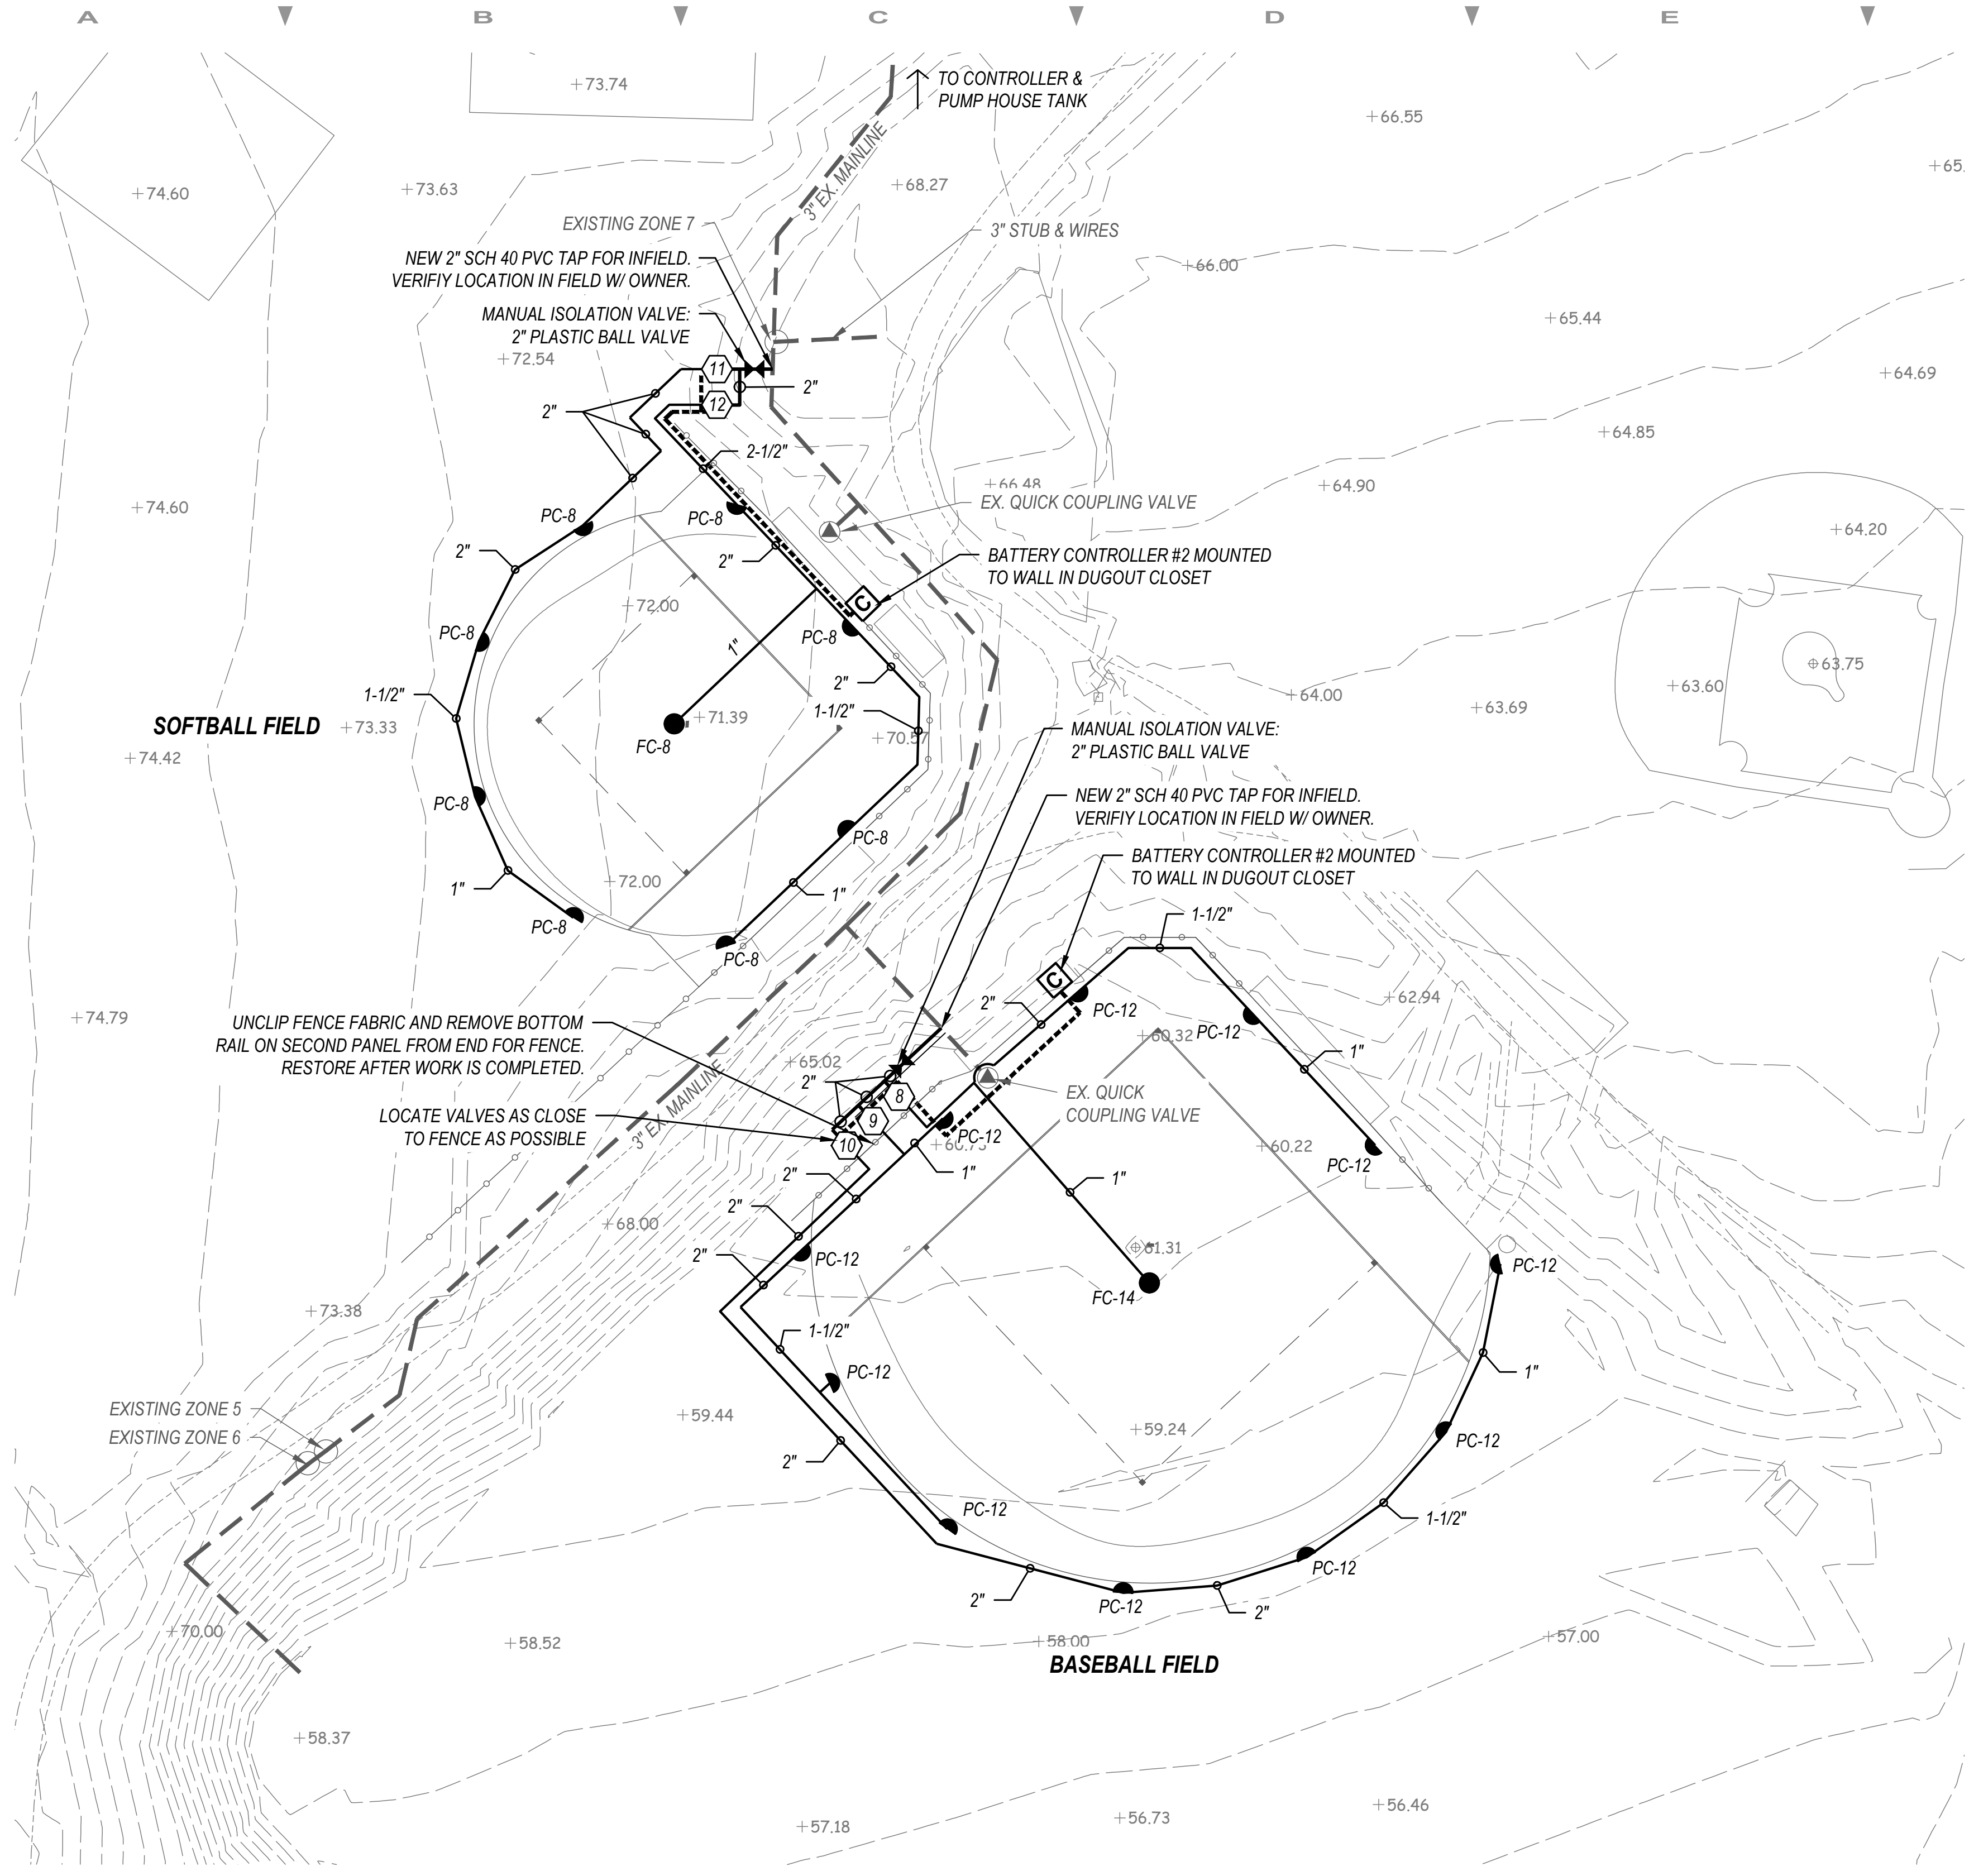 A B C D E
TO CONTROLLER &
PUMP HOUSE TANK
+73.74
+66.55
+65.
3" EX. MAINLINE
+68.27
+74.60
+73.63
EXISTING ZONE 7
3" STUB & WIRES
NEW 2" SCH 40 PVC TAP FOR INFIELD.
VERIFIY LOCATION IN FIELD W/ OWNER.
+66.00
MANUAL ISOLATION VALVE:
2" PLASTIC BALL VALVE
+65.44
+72.54
11
+64.69
2"
12
2"
+64.85
2-1/2"
+66.48
+64.90
EX. QUICK COUPLING VALVE
+74.60
PC-8
PC-8
+64.20
2"
2"
BATTERY CONTROLLER #2 MOUNTED
TO WALL IN DUGOUT CLOSET
C
+72.00
PC-8
PC-8
1"
+63.75
2"
+63.60
1-1/2"
+64.00
+63.69
SOFTBALL FIELD
+73.33
+71.39
1-1/2"
FC-8
+70.57
+74.42
MANUAL ISOLATION VALVE:
2" PLASTIC BALL VALVE
PC-8
NEW 2" SCH 40 PVC TAP FOR INFIELD.
VERIFIY LOCATION IN FIELD W/ OWNER.
PC-8
BATTERY CONTROLLER #2 MOUNTED
TO WALL IN DUGOUT CLOSET
+72.00
1"
1"
PC-8
1-1/2"
PC-8
C
+62.94
2"
PC-12
PC-12
+74.79
UNCLIP FENCE FABRIC AND REMOVE BOTTOM
RAIL ON SECOND PANEL FROM END FOR FENCE.
RESTORE AFTER WORK IS COMPLETED.
+60.32
1"
+65.02
2"
8
EX. QUICK
COUPLING VALVE
3" EX. MAINLINE
LOCATE VALVES AS CLOSE
TO FENCE AS POSSIBLE
9
10
PC-12
+60.75
+60.22
PC-12
1"
2"
1"
2"
+68.00
2"
PC-12
61.31
PC-12
FC-14
+73.38
1-1/2"
PC-12
1"
EXISTING ZONE 5
EXISTING ZONE 6
+59.44
+59.24
PC-12
2"
PC-12
1-1/2"
PC-12
2"
PC-12
2"
+70.00
+58.52
+58.00
+57.00
BASEBALL FIELD
+58.37
+57.18
+56.73
+56.46